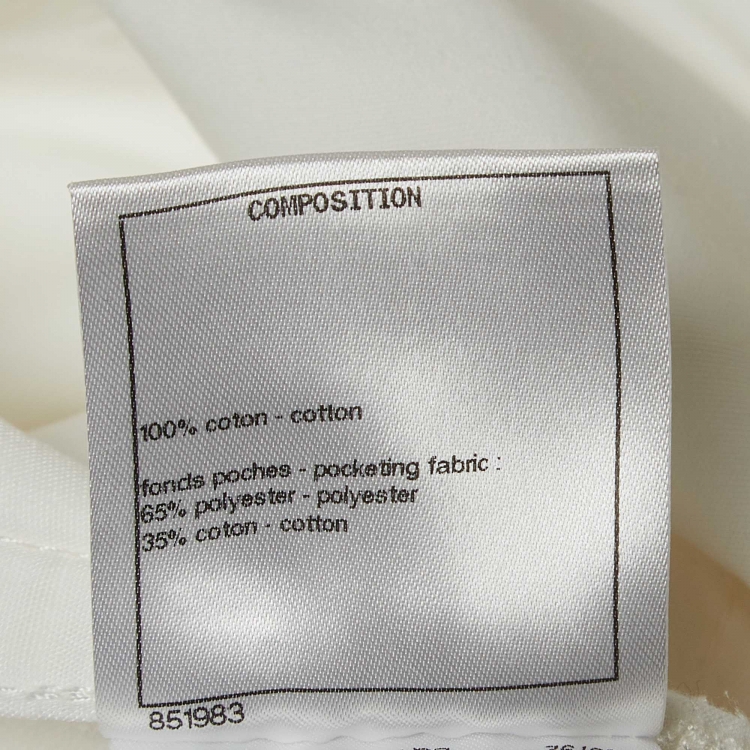 COMPOSITION
100% coton - cotton
fonds poches - pocketing fabric :
65% polyester - polyester
35% coton - cotton
851983